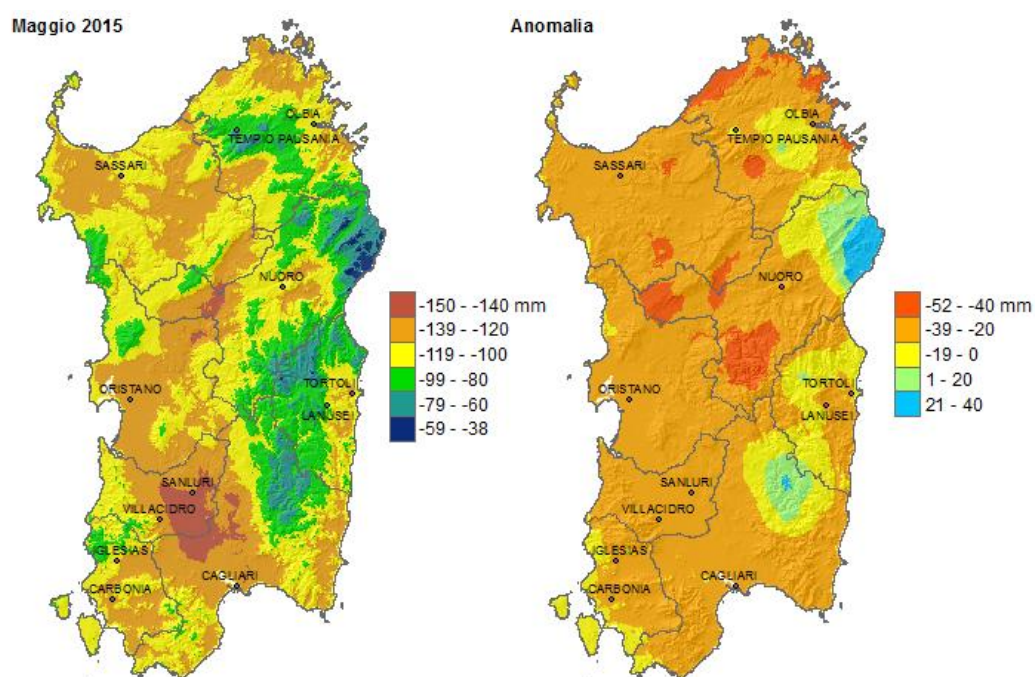 Maggio 2015
OLBIA
TEMPIO PAUSANIA
SASSARI
NUORO
ORISTANO
TORTOLI
LANUSEI
SANLURI
VILLACIDRO
IGLESIAS
CAGLIARI
CARBONIA
-150 - -140 mm
-139 - -120
-119 - -100
-99 - -80
-79 - -60
-59 - -38
Anomalia
OLBIA
TEMPIO PAUSANIA
SASSARI
NUORO
ORISTANO
TORTOLI
LANUSEI
SANLURI
VILLACIDRO
IGLESIAS
CAGLIARI
CARBONIA
-52 - -40 mm
-39 - -20
-19 - 0
1 - 20
21 - 40